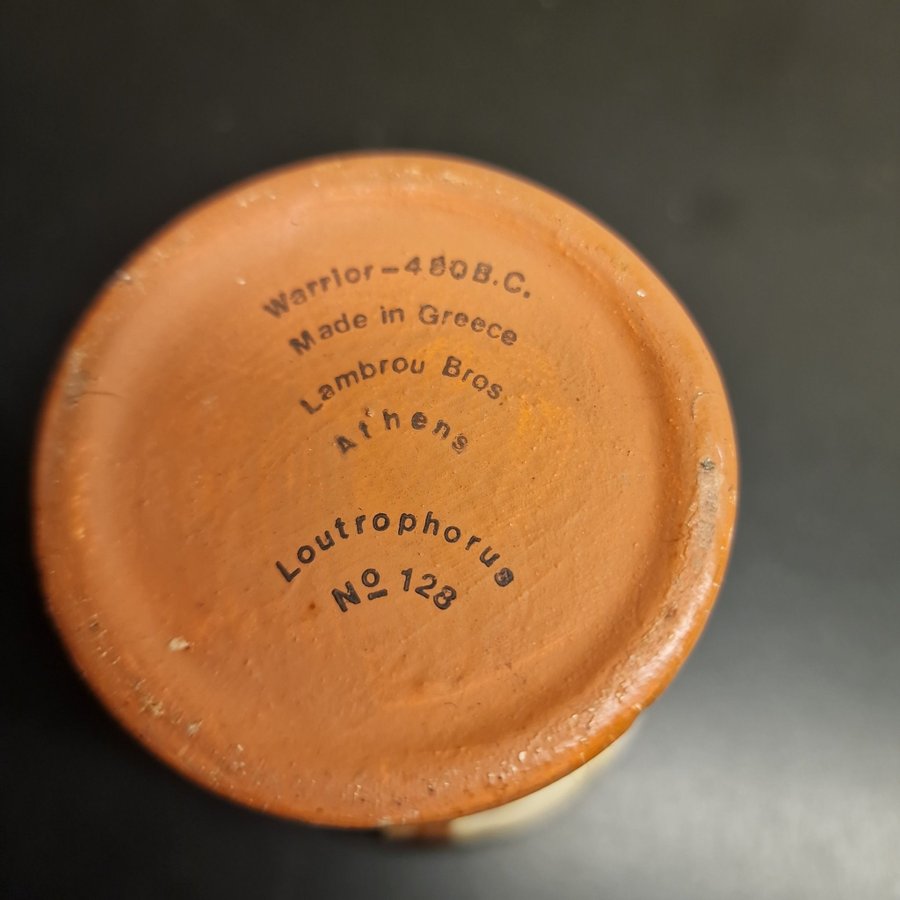 Warrior-480B.C.
Made in Greece
Lambrou Bros.
Athens
Loutrophorus
Nº 128